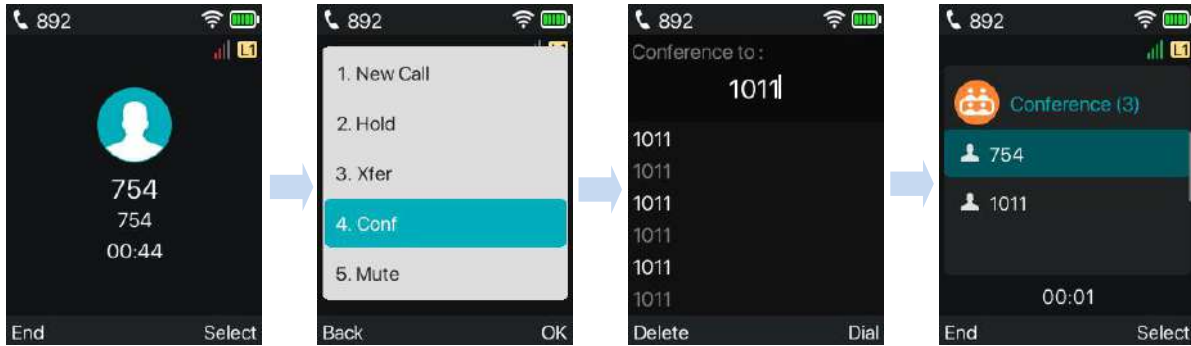 892
L1
754
754
00:44
End Select
892
1. New Call
2. Hold
3. Xfer
4. Conf
5. Mute
Back OK
892
Conference to :
1011
1011
1011
1011
1011
1011
1011
Delete Dial
892
L1
Conference (3)
754
1011
00:01
End Select